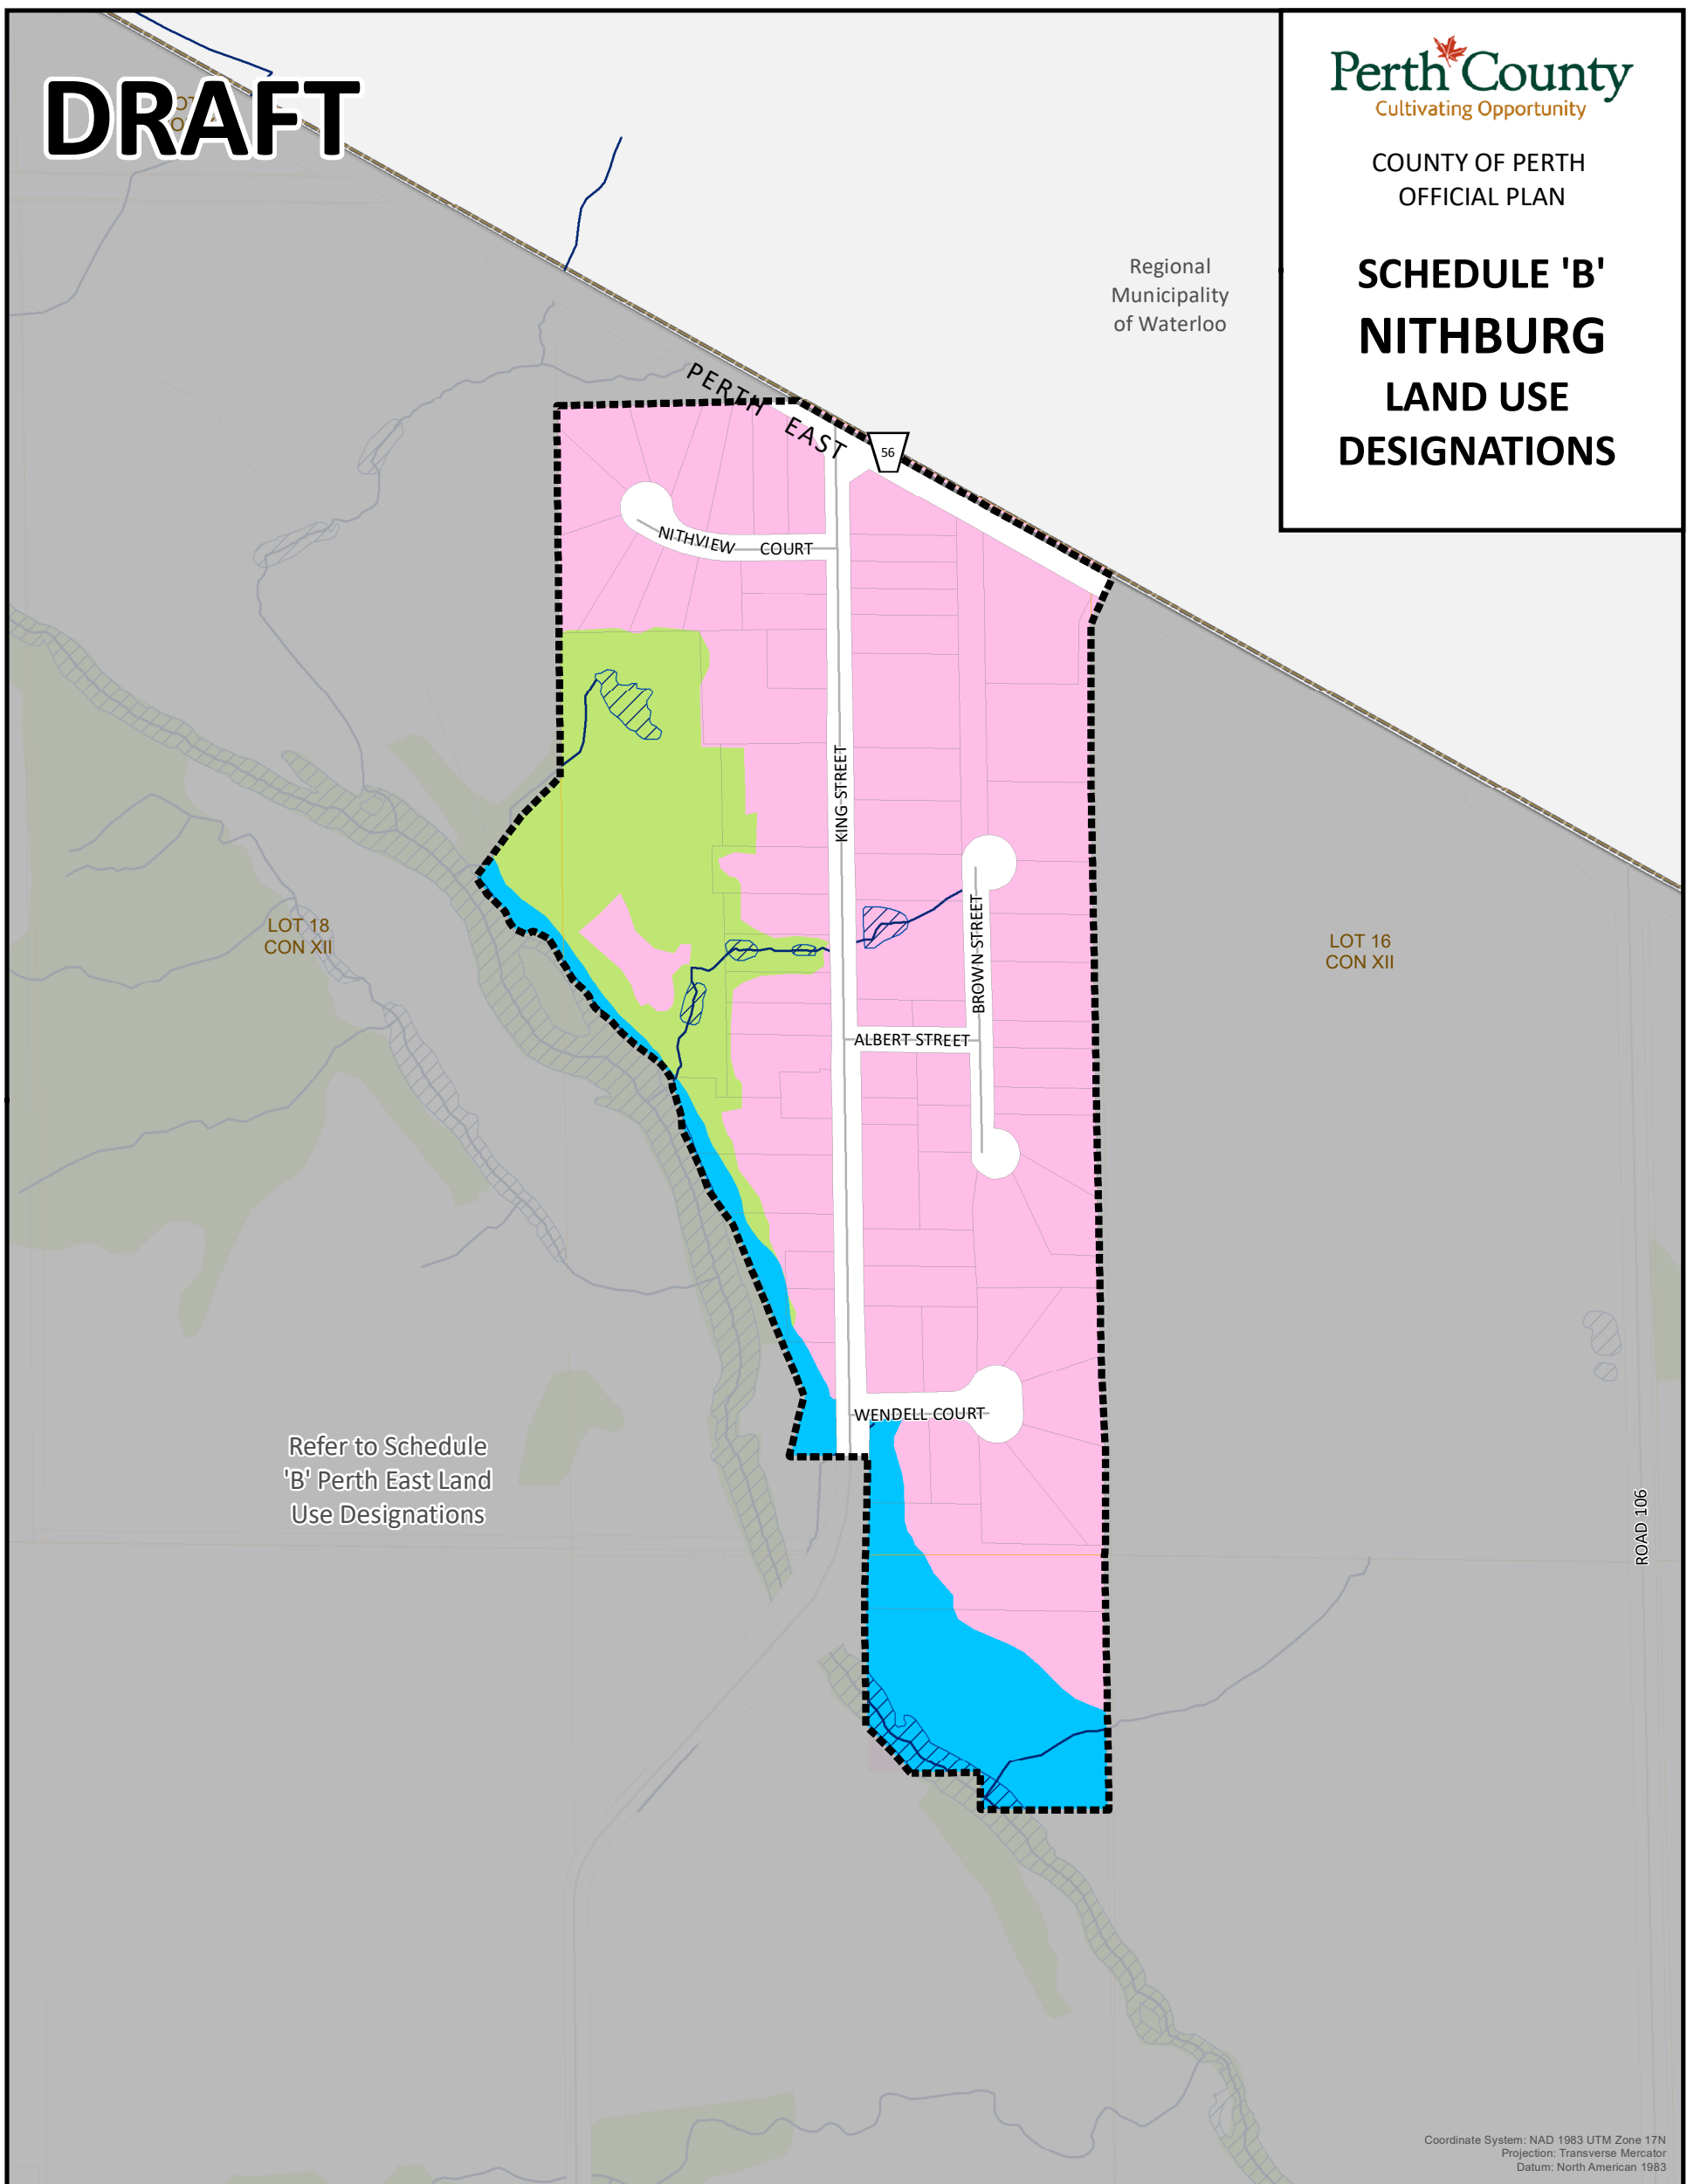 DRAFT
Perth County
Cultivating Opportunity
COUNTY OF PERTH
OFFICIAL PLAN
SCHEDULE 'B'
NITHBURG
LAND USE
DESIGNATIONS
Regional
Municipality
of Waterloo
PERTH EAST
56
NITHVIEW COURT
KING STREET
BROWN STREET
ALBERT STREET
LOT 18
CON XII
LOT 16
CON XII
WENDELL COURT
Refer to Schedule
'B' Perth East Land
Use Designations
ROAD 106
Coordinate System: NAD 1983 UTM Zone 17N
Projection: Transverse Mercator
Datum: North American 1983